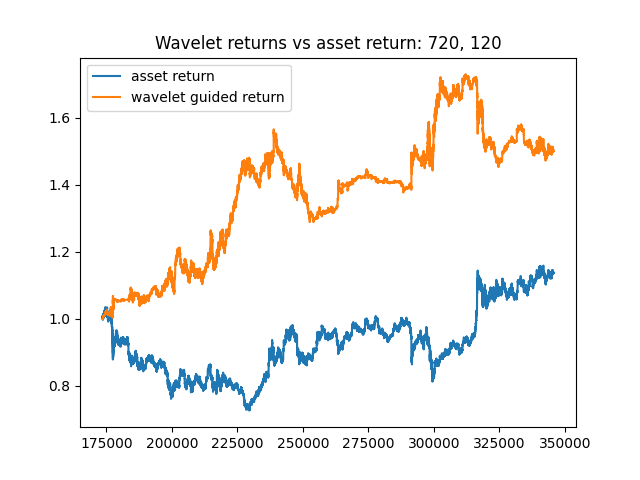 Wavelet returns vs asset return: 720, 120
asset return
wavelet guided return
1.6
1.4
1.2
1.0
0.8
175000 200000 225000 250000 275000 300000 325000 350000